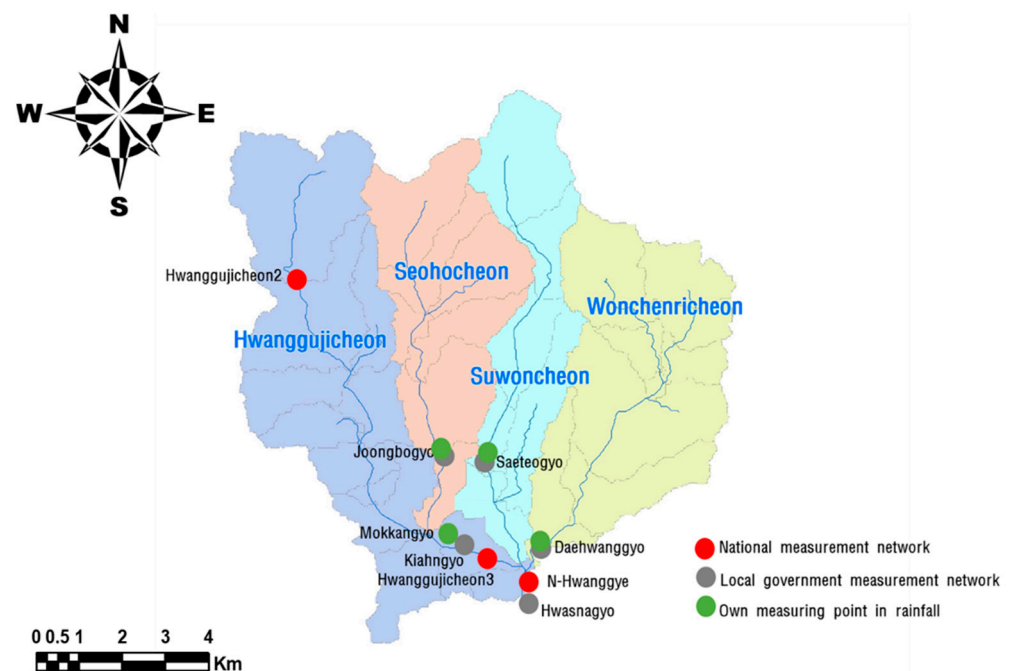 N
W E
S
Hwanggujicheon2
Seohocheon
Wonchenricheon
Hwanggujicheon
Suwoncheon
Joongbogyo
Saeteogyo
Mokkangyo
Kiahngyo
Daehwanggyo
Hwanggujicheon3
N-Hwanggye
Hwasnagyo
National measurement network
Local government measurement network
Own measuring point in rainfall
0 0.5 1 2 3 4
Km